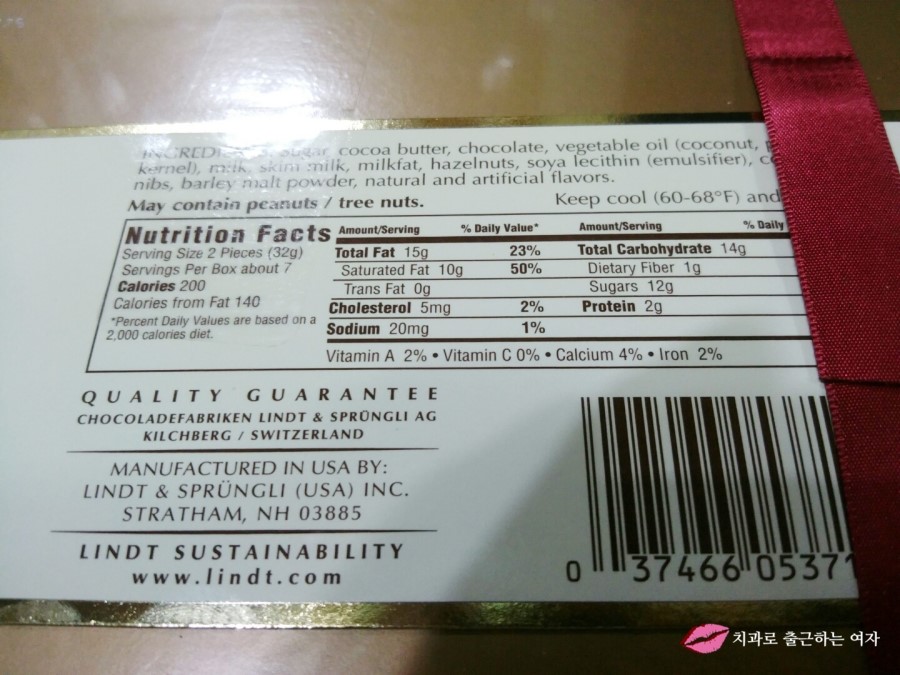 sugar, cocoa butter, chocolate, vegetable oil (coconut,
kernel), milk, skim milk, milkfat, hazelnuts, soya lecithin (emulsifier),
nibs, barley malt powder, natural and artificial flavors.
May contain peanuts / tree nuts.
Keep cool (60-68°F) and
Nutrition Facts
Serving Size 2 Pieces (32g)
Servings Per Box about 7
Calories 200
Calories from Fat 140
*Percent Daily Values are based on a
2,000 calories diet.
Amount/Serving % Daily Value*
Total Fat 15g 23%
Saturated Fat 10g 50%
Trans Fat 0g
Cholesterol 5mg 2%
Sodium 20mg 1%
Amount/Serving % Daily
Total Carbohydrate 14g
Dietary Fiber 1g
Sugars 12g
Protein 2g
Vitamin A 2% • Vitamin C 0% • Calcium 4% • Iron 2%
QUALITY GUARANTEE
CHOCOLADEFABRIKEN LINDT & SPRÜNGLI AG
KILCHBERG / SWITZERLAND
MANUFACTURED IN USA BY:
LINDT & SPRÜNGLI (USA) INC.
STRATHAM, NH 03885
LINDT SUSTAINABILITY
www.lindt.com
0 37466 0537
치과로 출근하는 여자